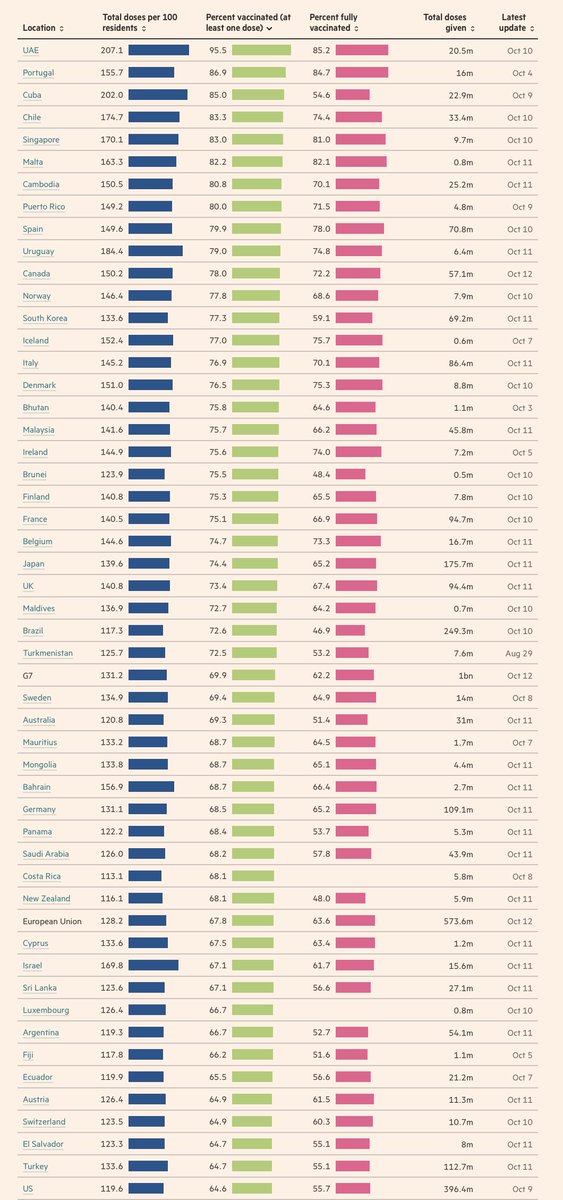 Location Total doses per 100 residents Percent vaccinated (at least one dose) Percent fully vaccinated Total doses given Latest update
UAE 207.1 95.5 85.2 20.5m Oct 10
Portugal 155.7 86.9 84.7 16m Oct 4
Cuba 202.0 85.0 54.6 22.9m Oct 9
Chile 174.7 83.3 74.4 33.4m Oct 10
Singapore 170.1 83.0 81.0 9.7m Oct 10
Malta 163.3 82.2 82.1 0.8m Oct 11
Cambodia 150.5 80.8 70.1 25.2m Oct 11
Puerto Rico 149.2 80.0 71.5 4.8m Oct 9
Spain 149.6 79.9 78.0 70.8m Oct 10
Uruguay 184.4 79.0 74.8 6.4m Oct 11
Canada 150.2 78.0 72.2 57.1m Oct 12
Norway 146.4 77.8 68.6 7.9m Oct 10
South Korea 133.6 77.3 59.1 69.2m Oct 11
Iceland 152.4 77.0 75.7 0.6m Oct 7
Italy 145.2 76.9 70.1 86.4m Oct 11
Denmark 151.0 76.5 75.3 8.8m Oct 10
Bhutan 140.4 75.8 64.6 1.1m Oct 3
Malaysia 141.6 75.7 66.2 45.8m Oct 11
Ireland 144.9 75.6 74.0 7.2m Oct 5
Brunei 123.9 75.5 48.4 0.5m Oct 10
Finland 140.8 75.3 65.5 7.8m Oct 10
France 140.5 75.1 66.9 94.7m Oct 10
Belgium 144.6 74.7 73.3 16.7m Oct 11
Japan 139.6 74.4 65.2 175.7m Oct 11
UK 140.8 73.4 67.4 94.4m Oct 11
Maldives 136.9 72.7 64.2 0.7m Oct 10
Brazil 117.3 72.6 46.9 249.3m Oct 10
Turkmenistan 125.7 72.5 53.2 7.6m Aug 29
G7 131.2 69.9 62.2 1bn Oct 12
Sweden 134.9 69.4 64.9 14m Oct 8
Australia 120.8 69.3 51.4 31m Oct 11
Mauritius 133.2 68.7 64.5 1.7m Oct 7
Mongolia 133.8 68.7 65.1 4.4m Oct 11
Bahrain 156.9 68.7 66.4 2.7m Oct 11
Germany 131.1 68.5 65.2 109.1m Oct 11
Panama 122.2 68.4 53.7 5.3m Oct 11
Saudi Arabia 126.0 68.2 57.8 43.9m Oct 11
Costa Rica 113.1 68.1 5.8m Oct 8
New Zealand 116.1 68.1 48.0 5.9m Oct 11
European Union 128.2 67.8 63.6 573.6m Oct 12
Cyprus 133.6 67.5 63.4 1.2m Oct 11
Israel 169.8 67.1 61.7 15.6m Oct 11
Sri Lanka 123.6 67.1 56.6 27.1m Oct 11
Luxembourg 126.4 66.7 0.8m Oct 10
Argentina 119.3 66.7 52.7 54.1m Oct 11
Fiji 117.8 66.2 51.6 1.1m Oct 5
Ecuador 119.9 65.5 56.6 21.2m Oct 7
Austria 126.4 64.9 61.5 11.3m Oct 11
Switzerland 123.5 64.9 60.3 10.7m Oct 10
El Salvador 123.3 64.7 55.1 8m Oct 11
Turkey 133.6 64.7 55.1 112.7m Oct 11
US 119.6 64.6 55.7 396.4m Oct 9